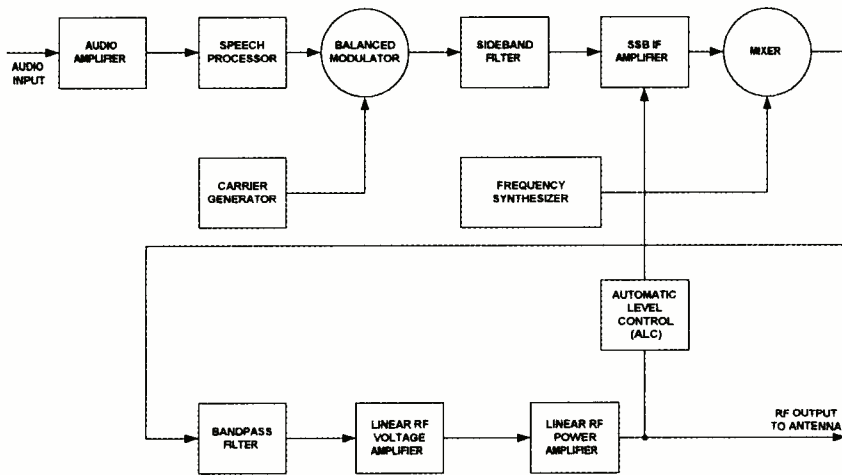 AUDIO
INPUT
AUDIO
AMPLIFIER
SPEECH
PROCESSOR
BALANCED
MODULATOR
SIDEBAND
FILTER
SSB IF
AMPLIFIER
MIXER
CARRIER
GENERATOR
FREQUENCY
SYNTHESIZER
AUTOMATIC
LEVEL
CONTROL
(ALC)
BANDPASS
FILTER
LINEAR RF
VOLTAGE
AMPLIFIER
LINEAR RF
POWER
AMPLIFIER
RF OUTPUT
TO ANTENNA